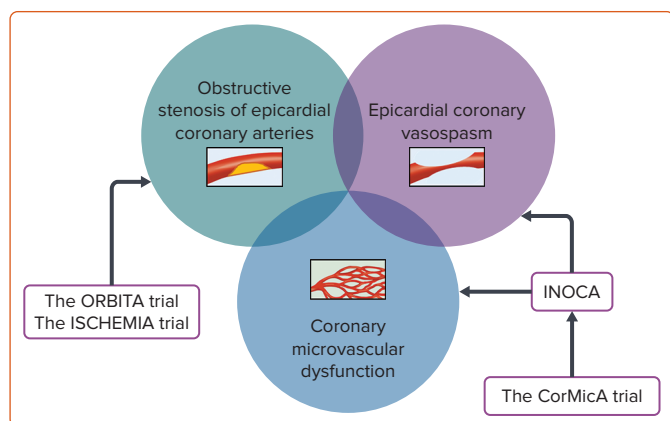 Obstructive
stenosis of epicardial
coronary arteries
Epicardial coronary
vasospasm
The ORBITA trial
The ISCHEMIA trial
INOCA
Coronary
microvascular
dysfunction
The CorMicA trial